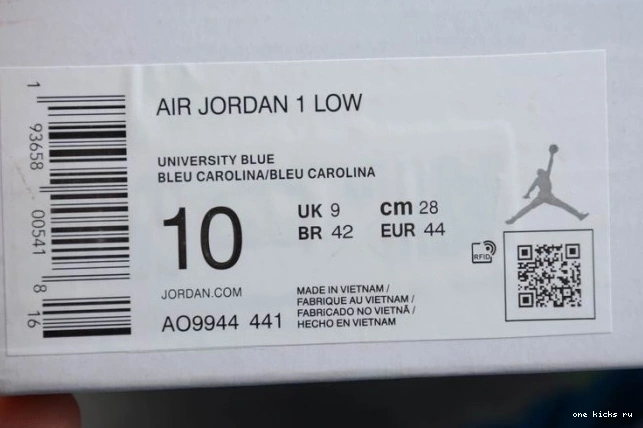 AIR JORDAN 1 LOW
UNIVERSITY BLUE
BLEU CAROLINA/BLEU CAROLINA
10
UK 9
cm 28
BR 42
EUR 44
RFID
JORDAN.COM
AO9944 441
MADE IN VIETNAM /
FABRIQUE AU VIETNAM /
FABRICADO NO VIETNÃ /
HECHO EN VIETNAM
1 93658 00541 8 16
one kicks ru